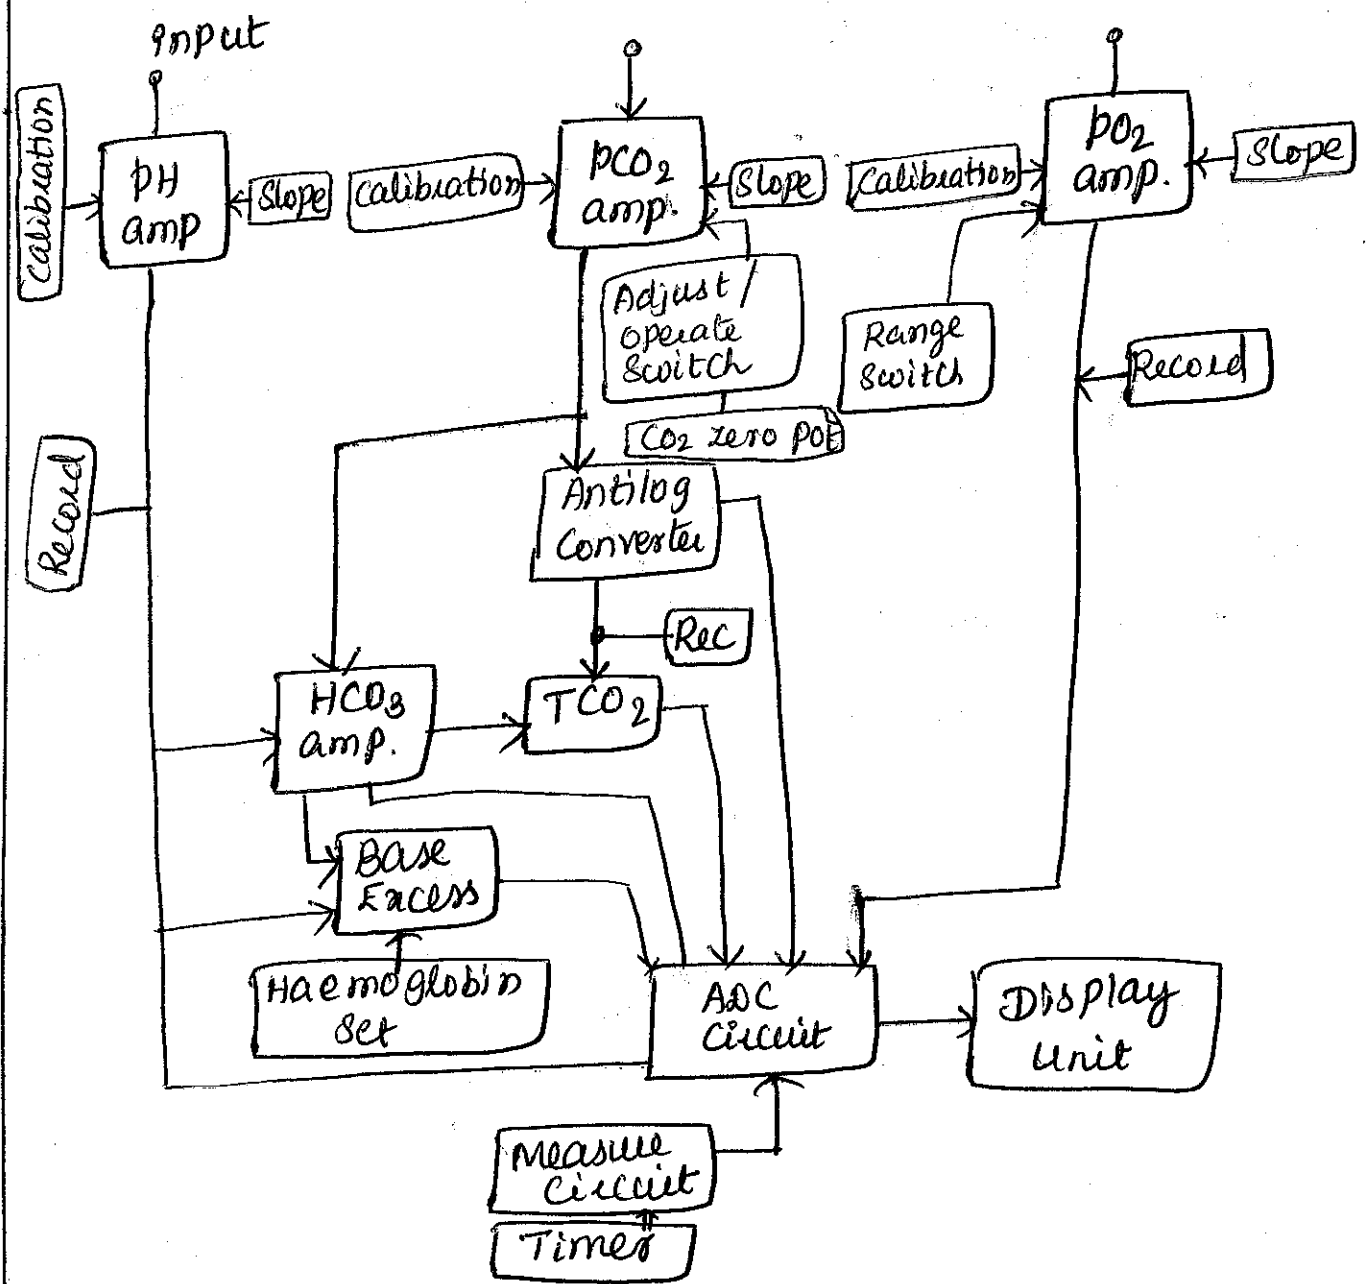 Input
Calibration
pH
amp
Slope
Calibration
PCO2
amp.
Slope
Calibration
PO2
amp.
Slope
Adjust /
Operate
Switch
Range
Switch
Record
CO2 zero pot
Record
Antilog
Converter
Rec
HCO3
amp.
TCO2
Base
Excess
Haemoglobin
Set
ADC
Circuit
Display
Unit
Measure
Circuit
Timer